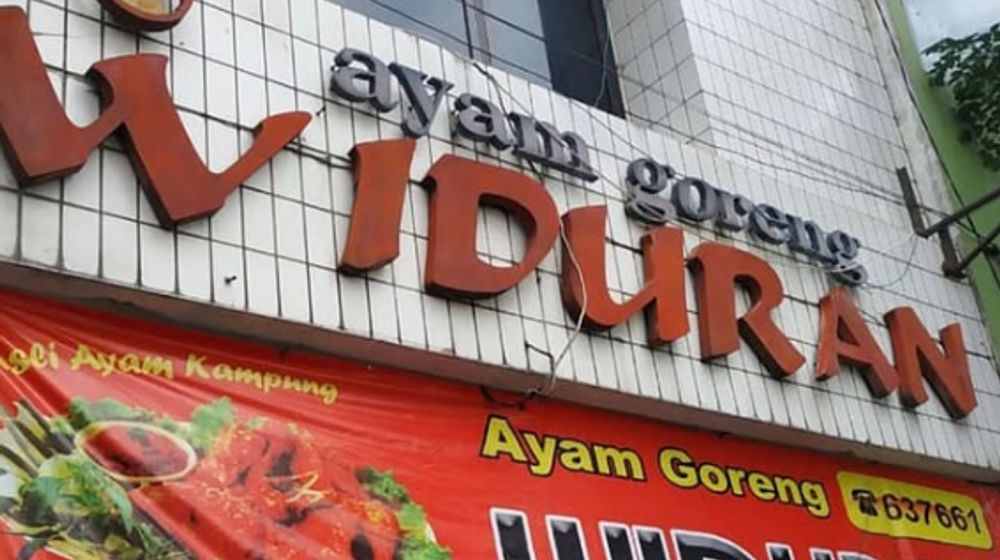 ayam goreng
WIDURAN
Asli Ayam Kampung
Ayam Goreng
☎637661